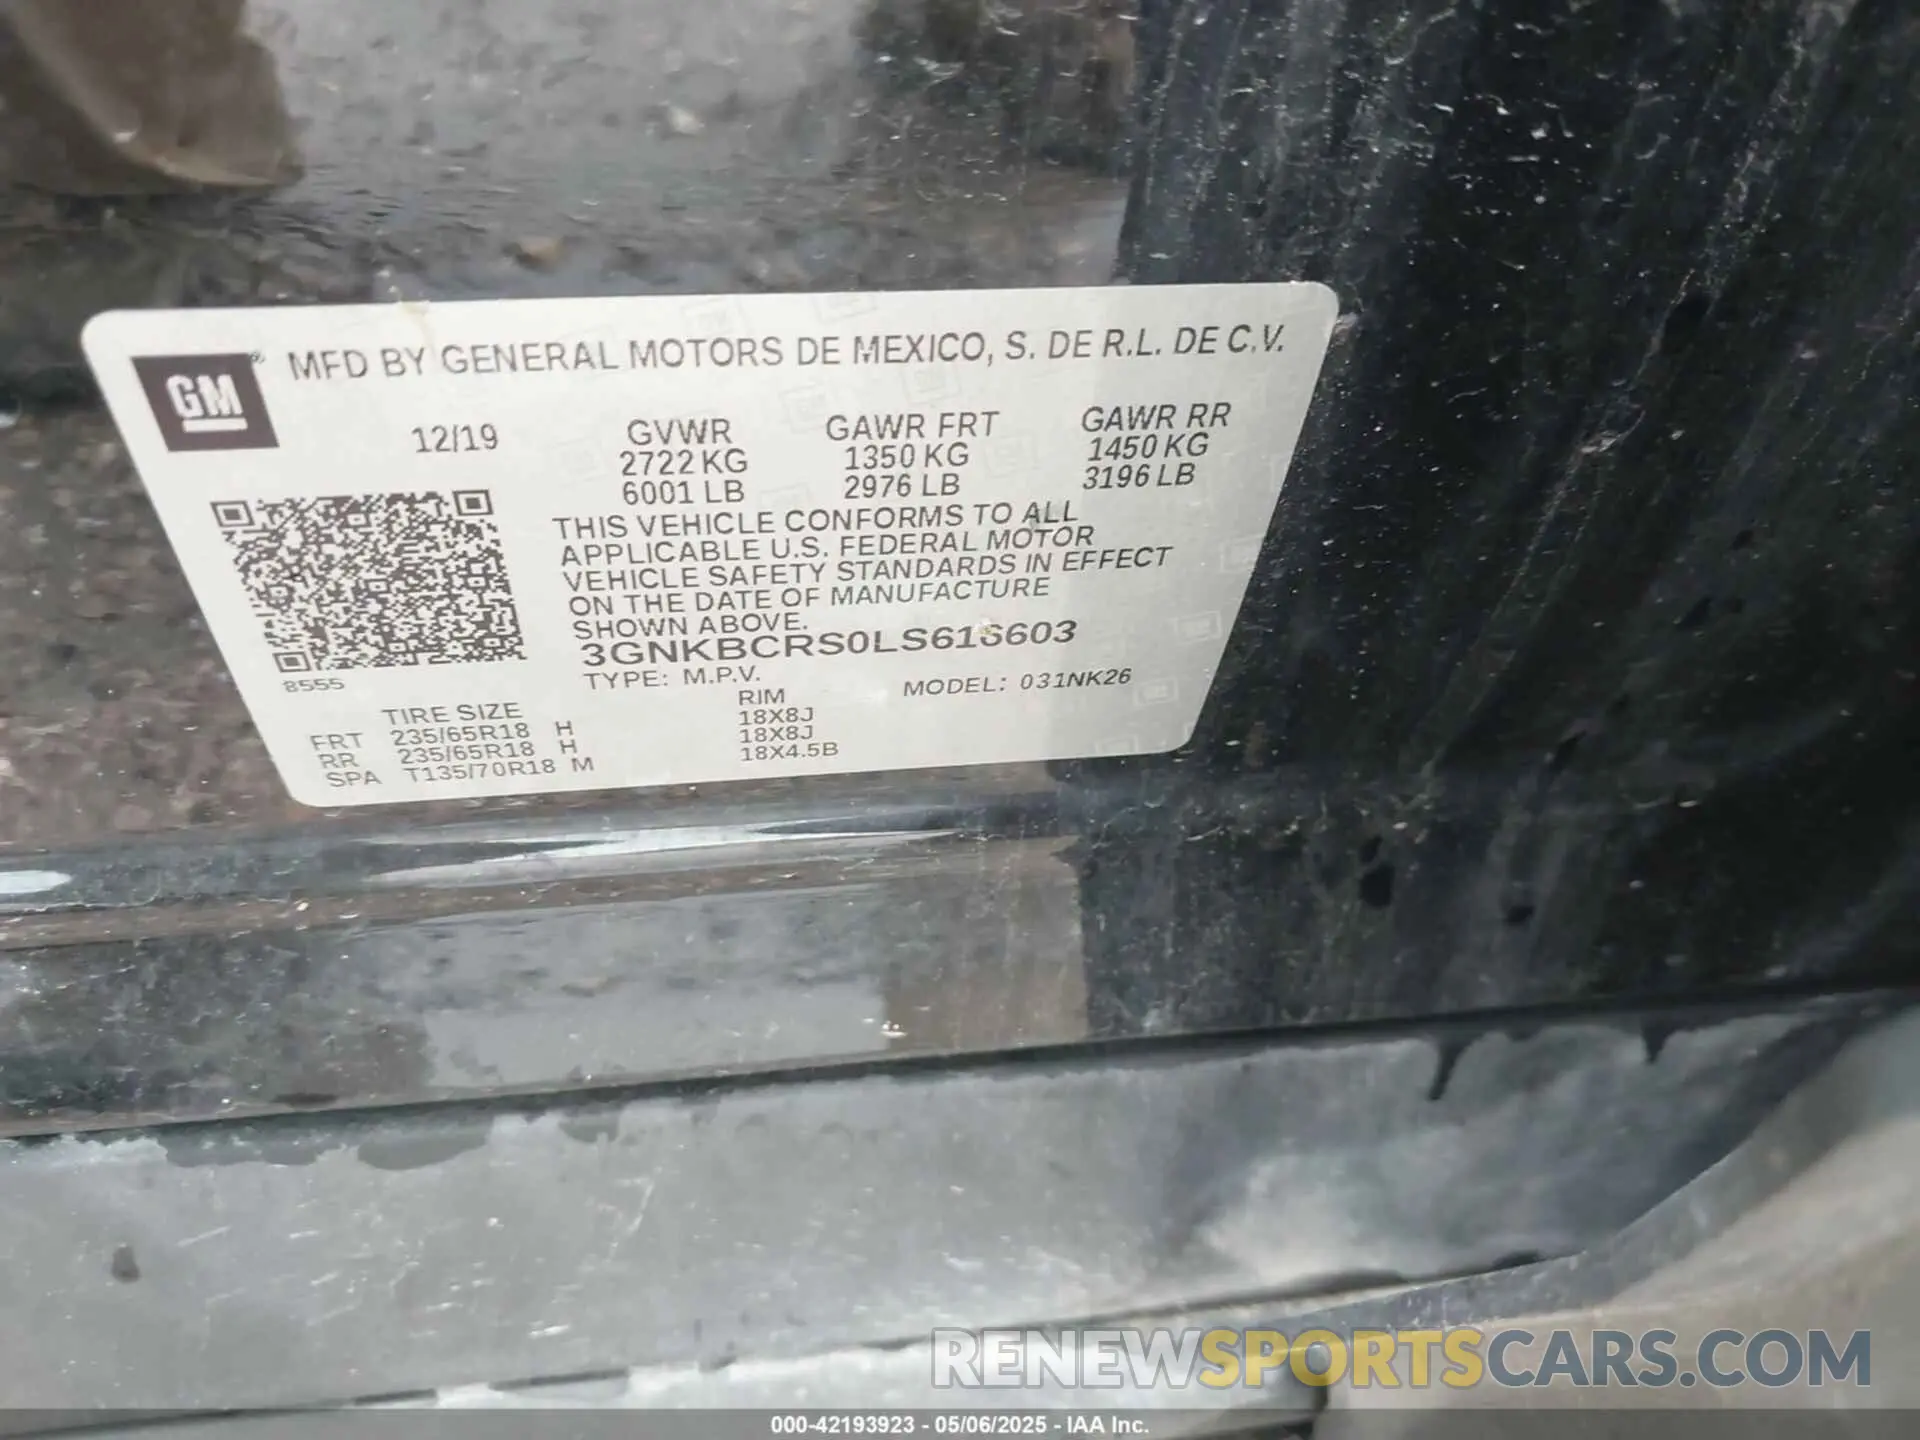 GM
MFD BY GENERAL MOTORS DE MEXICO, S. DE R.L. DE C.V.
12/19 GVWR GAWR FRT GAWR RR
2722 KG 1350 KG 1450 KG
6001 LB 2976 LB 3196 LB
THIS VEHICLE CONFORMS TO ALL
APPLICABLE U.S. FEDERAL MOTOR
VEHICLE SAFETY STANDARDS IN EFFECT
ON THE DATE OF MANUFACTURE
SHOWN ABOVE.
3GNKBCRS0LS616603
8555
TYPE: M.P.V. MODEL: 031NK26
TIRE SIZE RIM
FRT 235/65R18 H 18X8J
RR 235/65R18 H 18X8J
SPA T135/70R18 M 18X4.5B
RENEWSPORTSCARS.COM
000-42193923 - 05/06/2025 - IAA Inc.